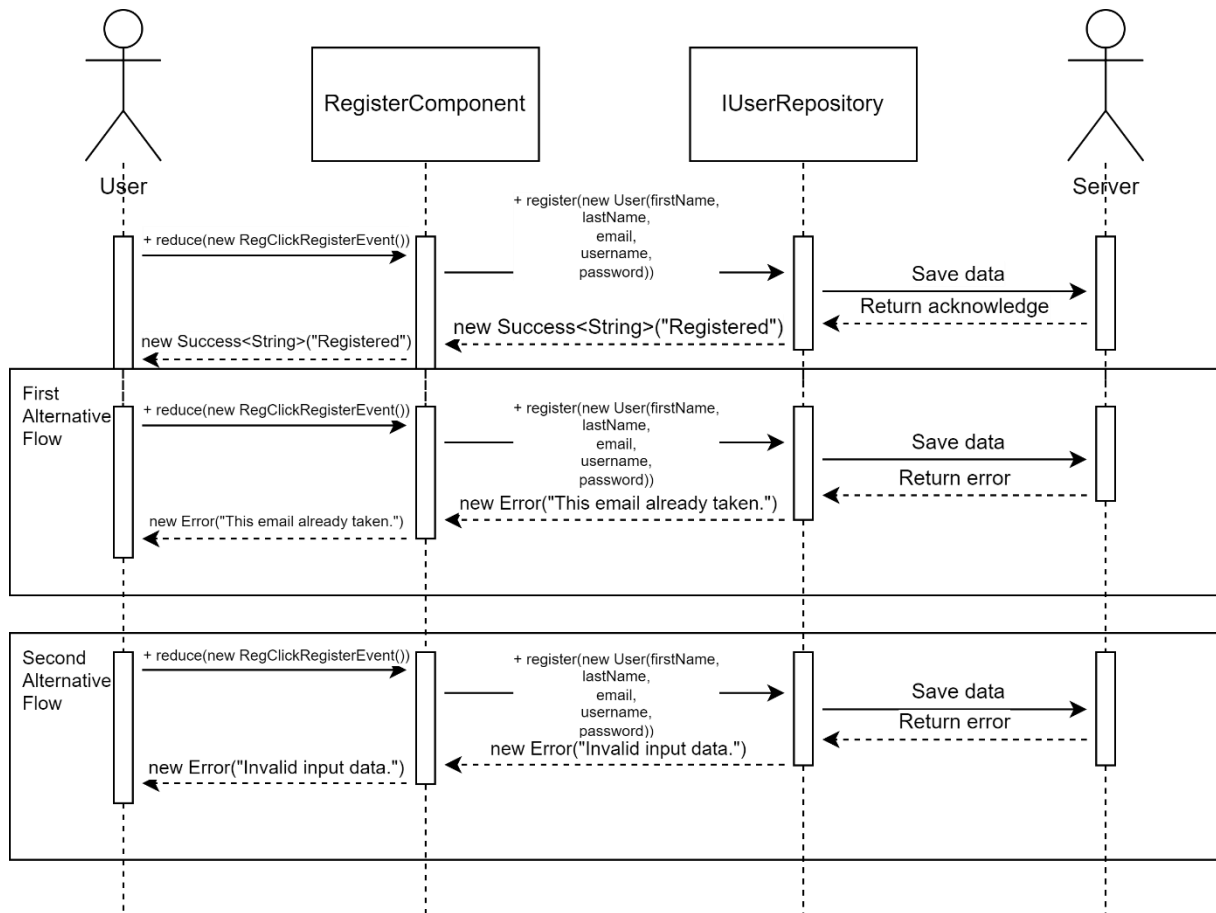 RegisterComponent
IUserRepository
User
Server
+ register(new User(firstName,
lastName,
email,
username,
password))
+ reduce(new RegClickRegisterEvent())
Save data
Return acknowledge
new Success<String>("Registered")
new Success<String>("Registered")
First
Alternative
Flow
+ reduce(new RegClickRegisterEvent())
+ register(new User(firstName,
lastName,
email,
username,
password))
Save data
Return error
new Error("This email already taken.")
new Error("This email already taken.")
Second
Alternative
Flow
+ reduce(new RegClickRegisterEvent())
+ register(new User(firstName,
lastName,
email,
username,
password))
Save data
Return error
new Error("Invalid input data.")
new Error("Invalid input data.")